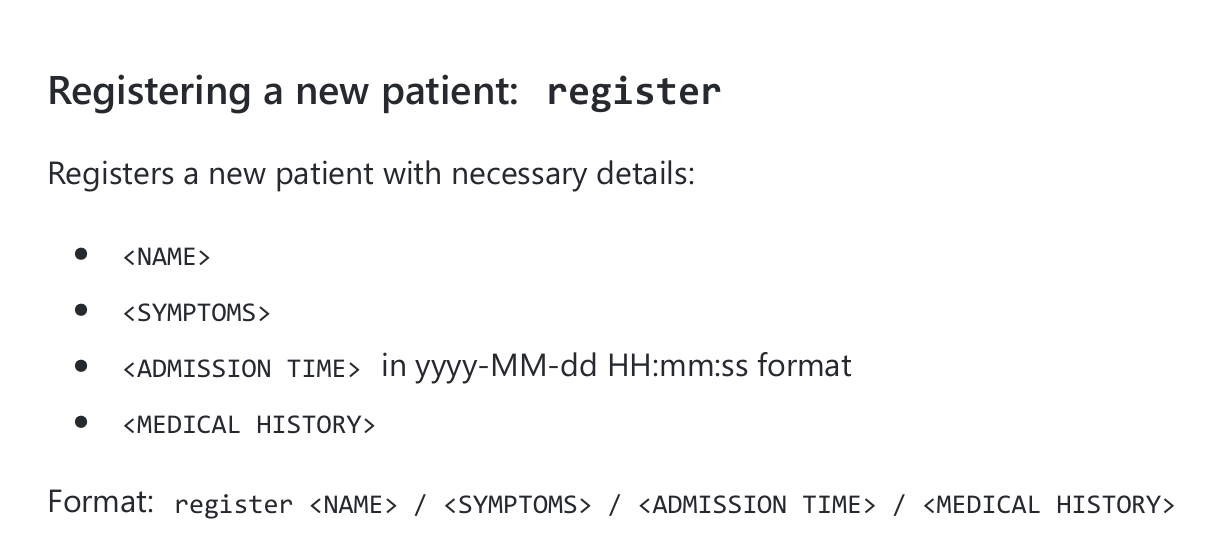 Registering a new patient: register
Registers a new patient with necessary details:
• <NAME>
• <SYMPTOMS>
• <ADMISSION TIME> in yyyy-MM-dd HH:mm:ss format
• <MEDICAL HISTORY>
Format: register <NAME> / <SYMPTOMS> / <ADMISSION TIME> / <MEDICAL HISTORY>